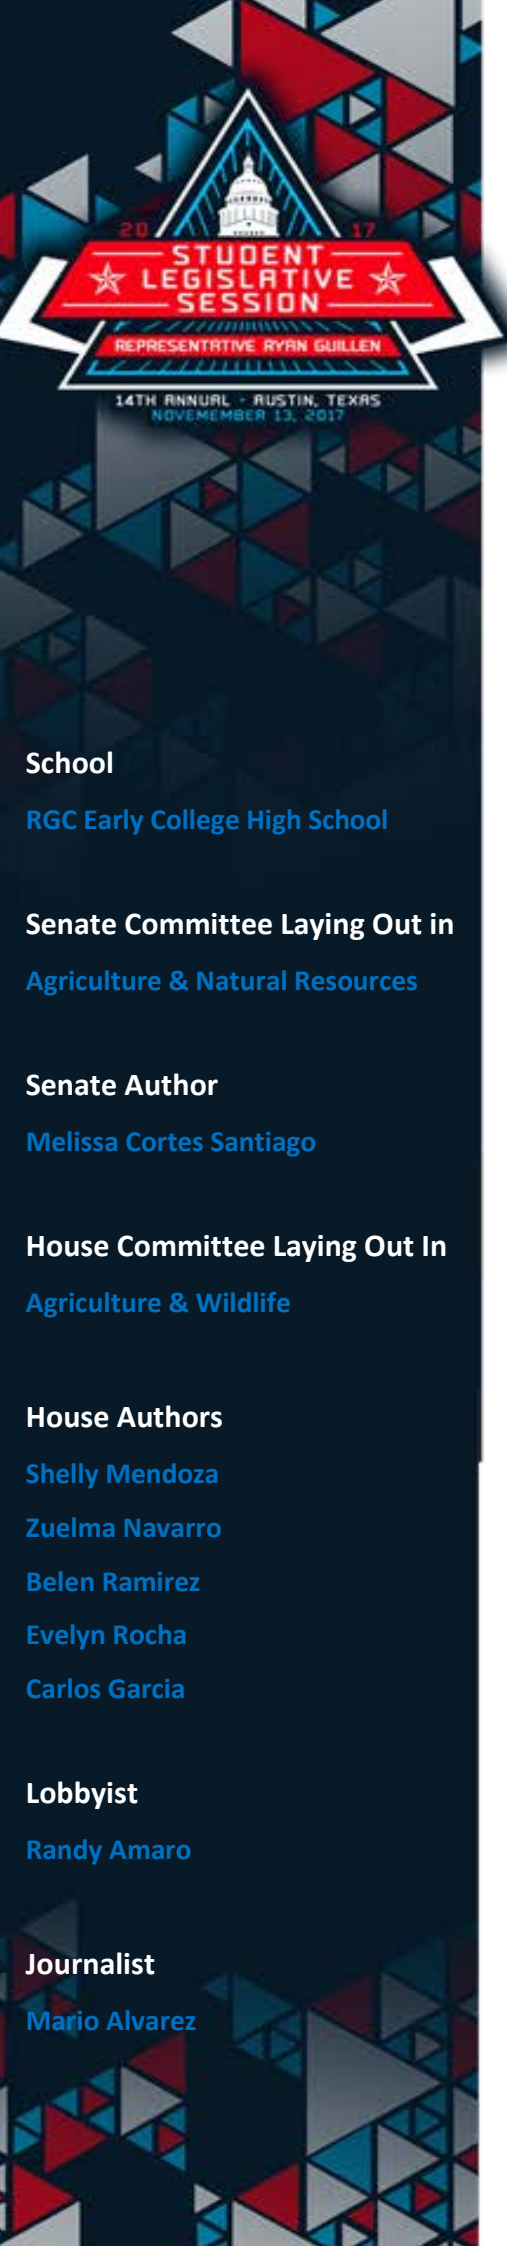 20 17
STUDENT
LEGISLATIVE
SESSION
REPRESENTATIVE RYAN GUILLEN
14TH ANNUAL - AUSTIN, TEXAS
NOVEMEMBER 13, 2017
School
RGC Early College High School
Senate Committee Laying Out in
Agriculture & Natural Resources
Senate Author
Melissa Cortes Santiago
House Committee Laying Out In
Agriculture & Wildlife
House Authors
Shelly Mendoza
Zuelma Navarro
Belen Ramirez
Evelyn Rocha
Carlos Garcia
Lobbyist
Randy Amaro
Journalist
Mario Alvarez